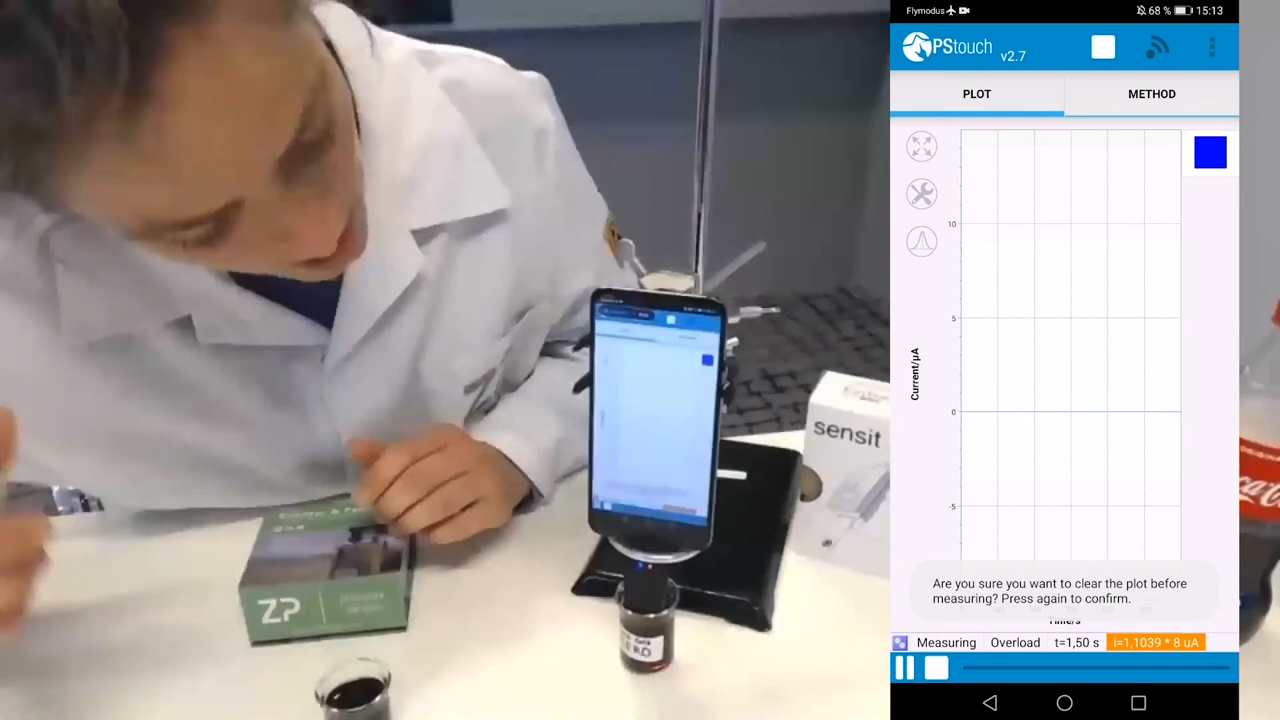 Flymodus
68 %
15:13
PStouch v2.7
PLOT
METHOD
10
5
0
-5
Current/µA
Are you sure you want to clear the plot before
measuring? Press again to confirm.
Measuring
Overload
t=1,50 s
i=1,1039 * 8 uA
sensit
ZP